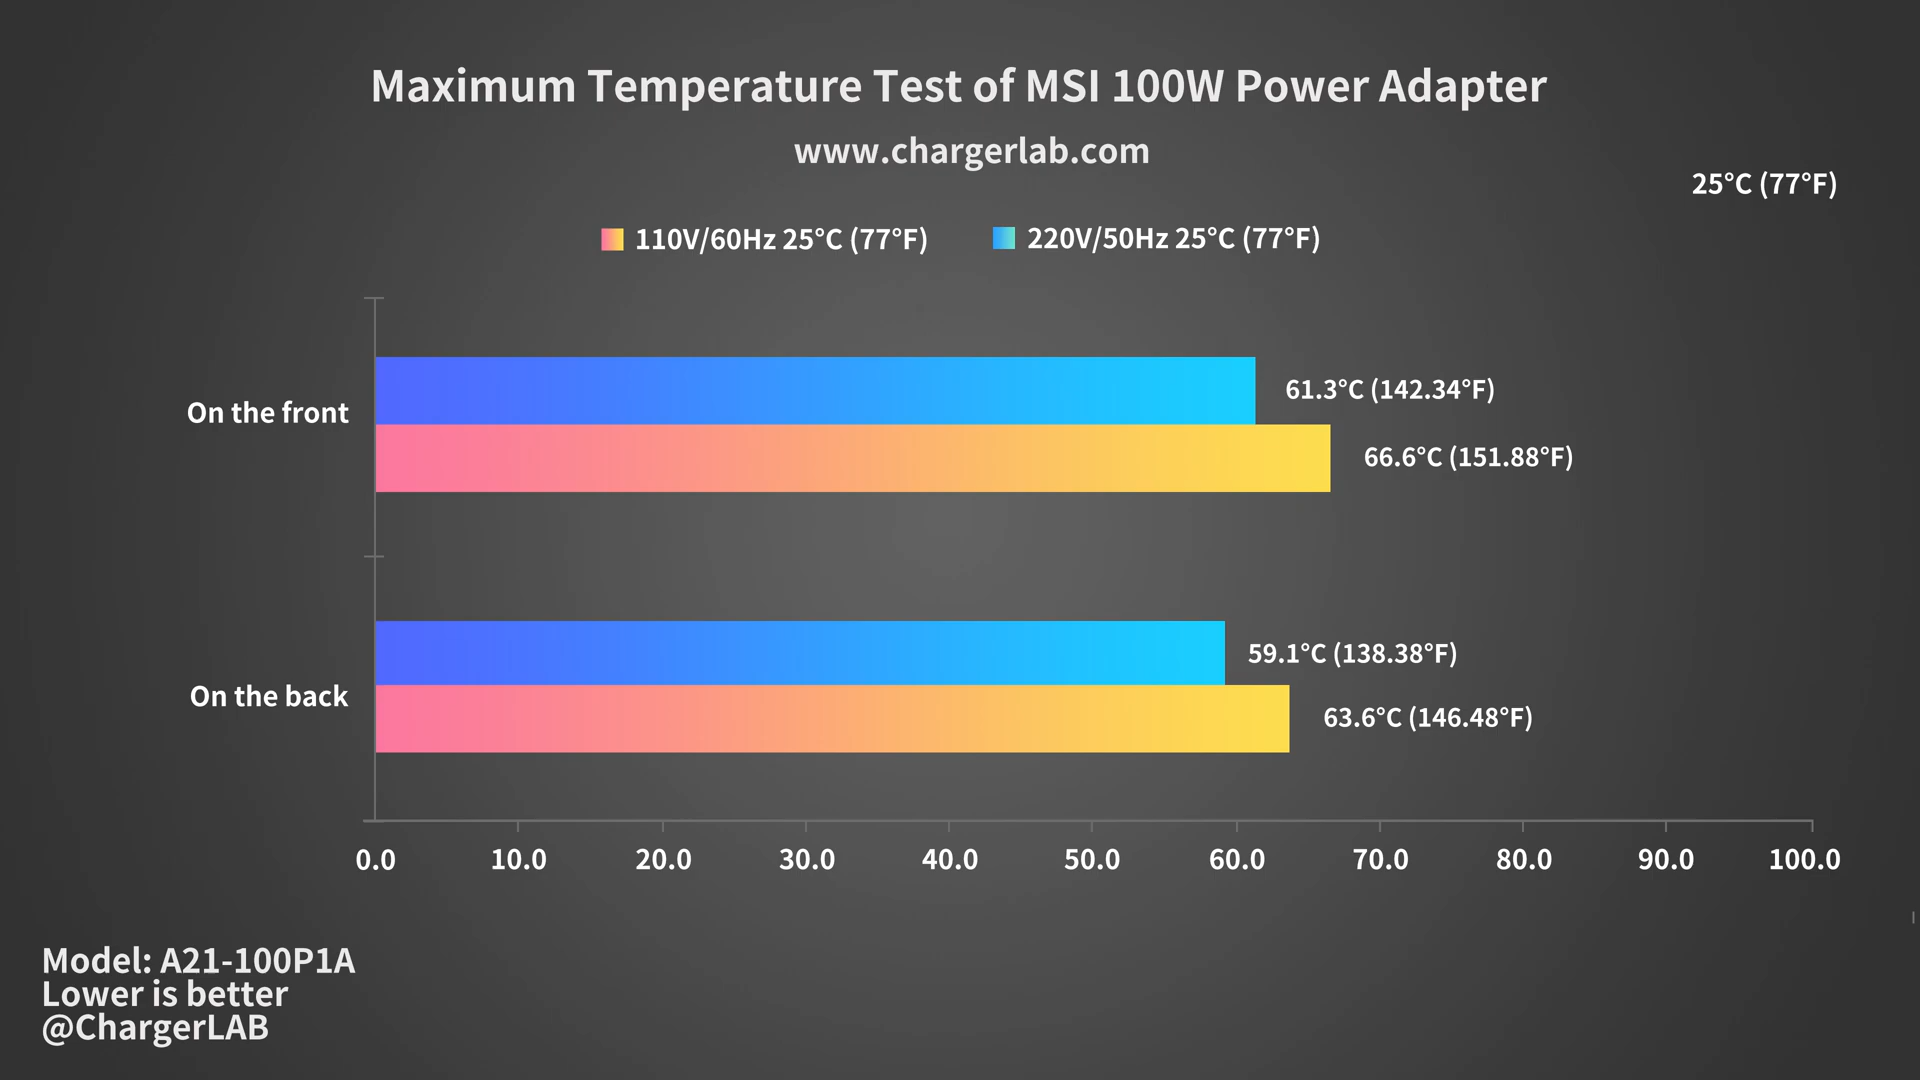 Maximum Temperature Test of MSI 100W Power Adapter
www.chargerlab.com
25°C (77°F)
110V/60Hz 25°C (77°F)
220V/50Hz 25°C (77°F)
On the front
61.3°C (142.34°F)
66.6°C (151.88°F)
On the back
59.1°C (138.38°F)
63.6°C (146.48°F)
0.0 10.0 20.0 30.0 40.0 50.0 60.0 70.0 80.0 90.0 100.0
Model: A21-100P1A
Lower is better
@ChargerLAB